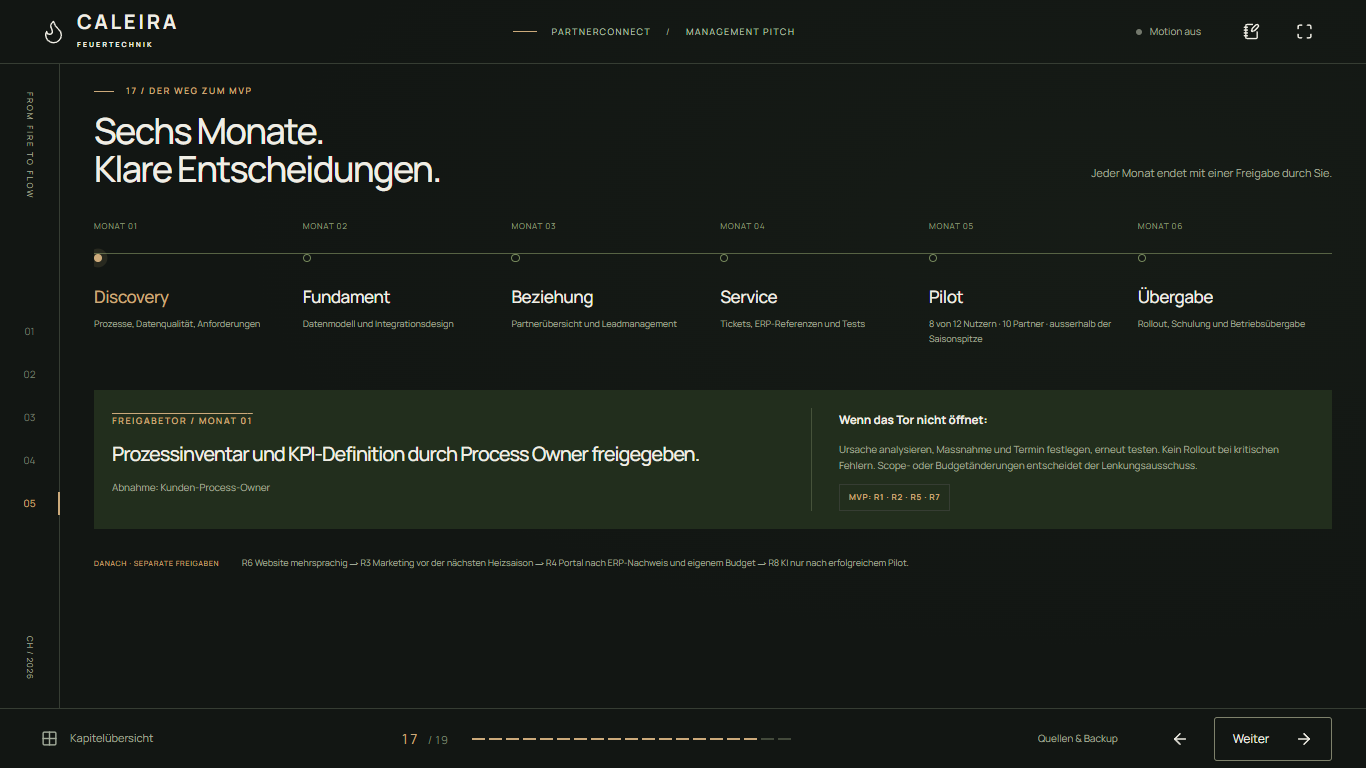 CALEIRA
FEUERTECHNIK
PARTNERCONNECT / MANAGEMENT PITCH
Motion aus
FROM FIRE TO FLOW
01
02
03
04
05
CH / 2026
17 / DER WEG ZUM MVP
Sechs Monate.
Klare Entscheidungen.
Jeder Monat endet mit einer Freigabe durch Sie.
MONAT 01
Discovery
Prozesse, Datenqualität, Anforderungen
MONAT 02
Fundament
Datenmodell und Integrationsdesign
MONAT 03
Beziehung
Partnerübersicht und Leadmanagement
MONAT 04
Service
Tickets, ERP-Referenzen und Tests
MONAT 05
Pilot
8 von 12 Nutzern · 10 Partner · ausserhalb der
Saisonspitze
MONAT 06
Übergabe
Rollout, Schulung und Betriebsübergabe
FREIGABETOR / MONAT 01
Prozessinventar und KPI-Definition durch Process Owner freigegeben.
Abnahme: Kunden-Process-Owner
Wenn das Tor nicht öffnet:
Ursache analysieren, Massnahme und Termin festlegen, erneut testen. Kein Rollout bei kritischen
Fehlern. Scope- oder Budgetänderungen entscheidet der Lenkungsausschuss.
MVP: R1 · R2 · R5 · R7
DANACH · SEPARATE FREIGABEN
R6 Website mehrsprachig → R3 Marketing vor der nächsten Heizsaison → R4 Portal nach ERP-Nachweis und eigenem Budget → R8 KI nur nach erfolgreichem Pilot.
Kapitelübersicht
17 / 19
Quellen & Backup
Weiter